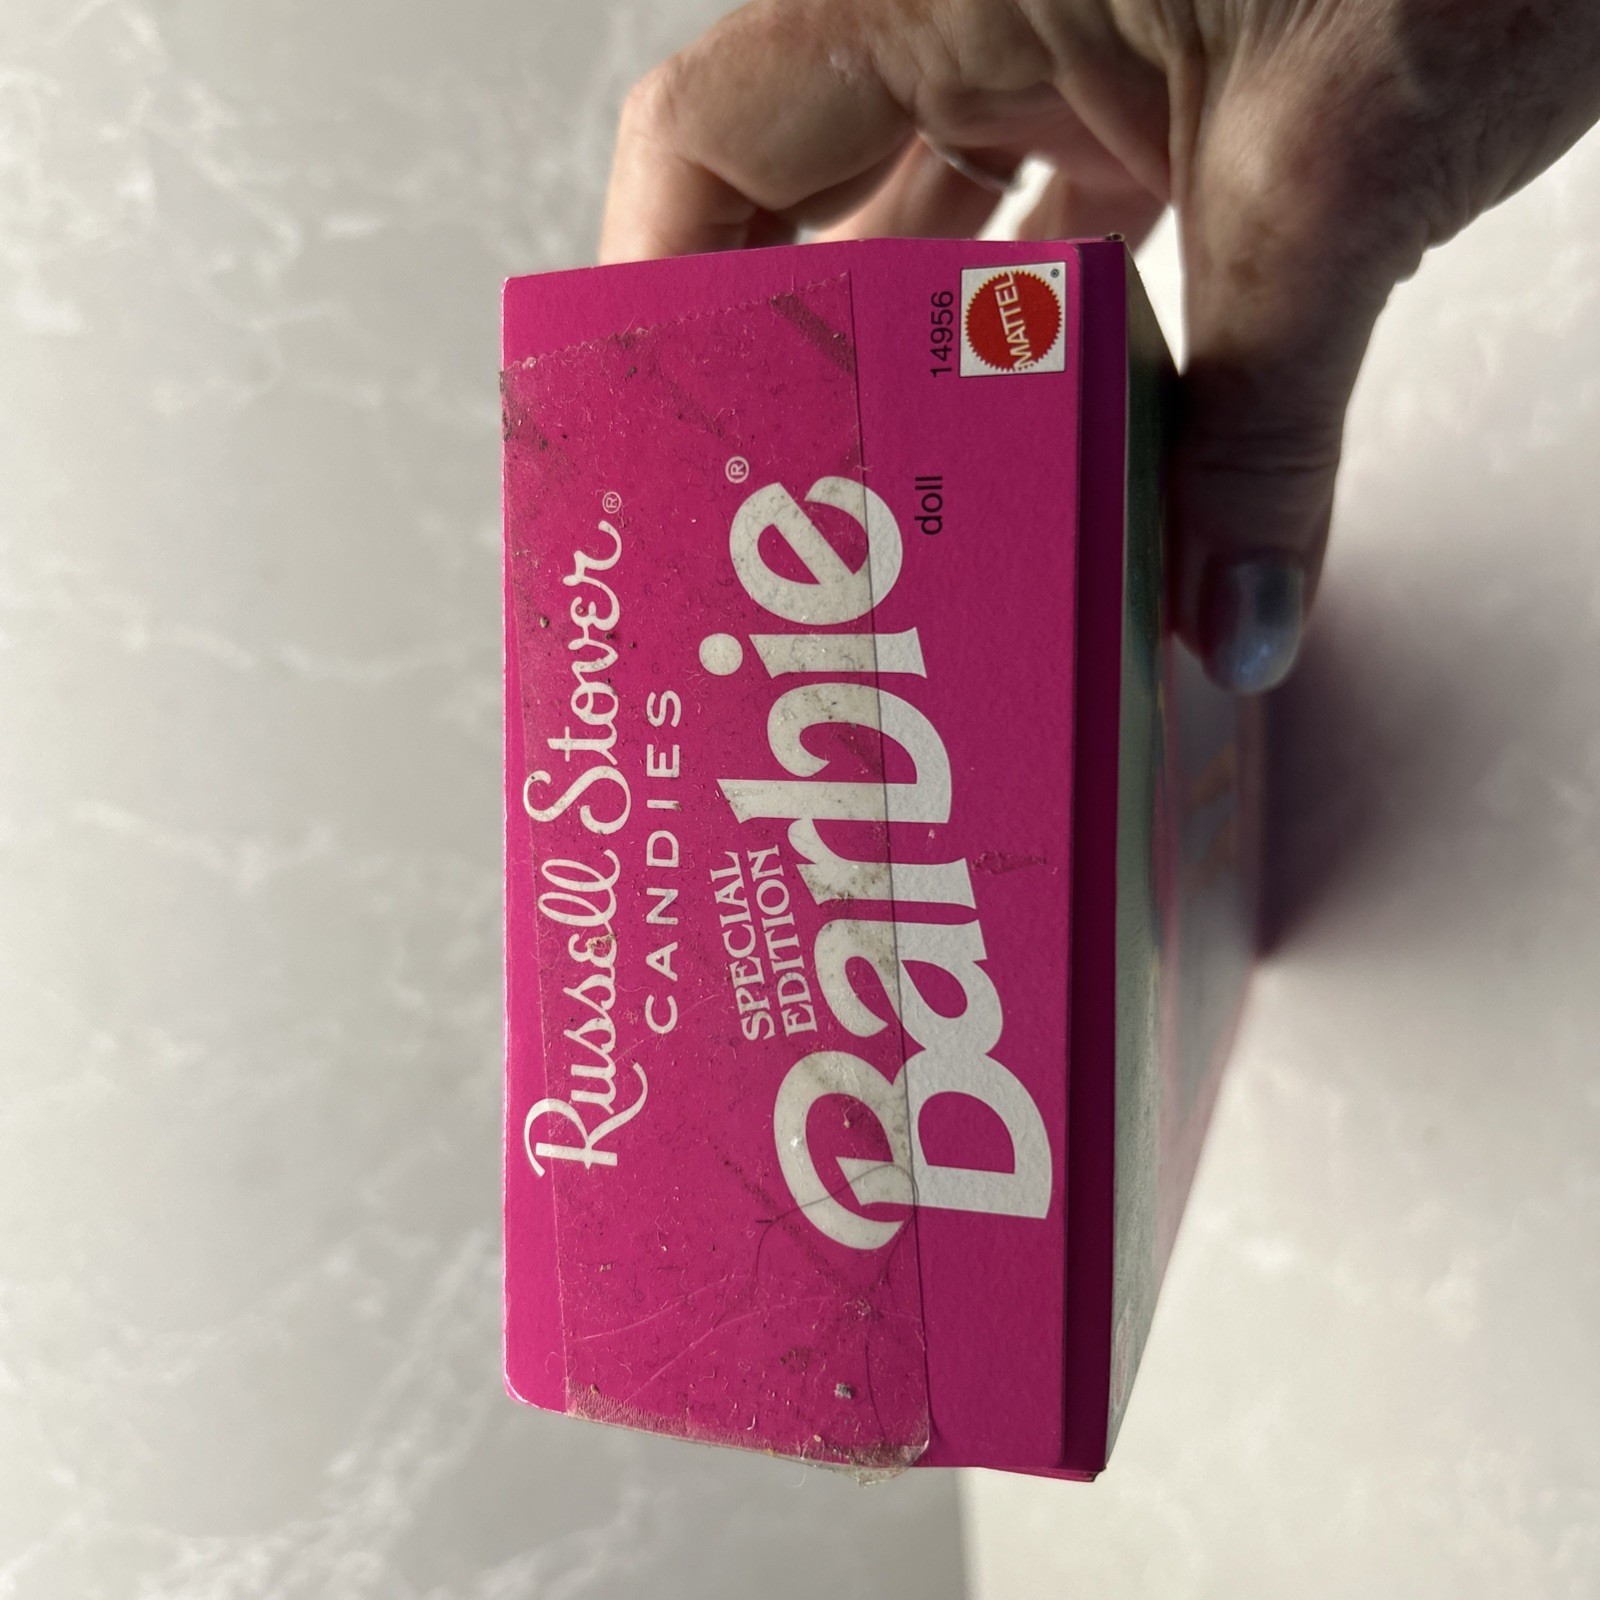 Russell Stover®
CANDIES
SPECIAL
EDITION
Barbie®
doll
14956
MATTEL®